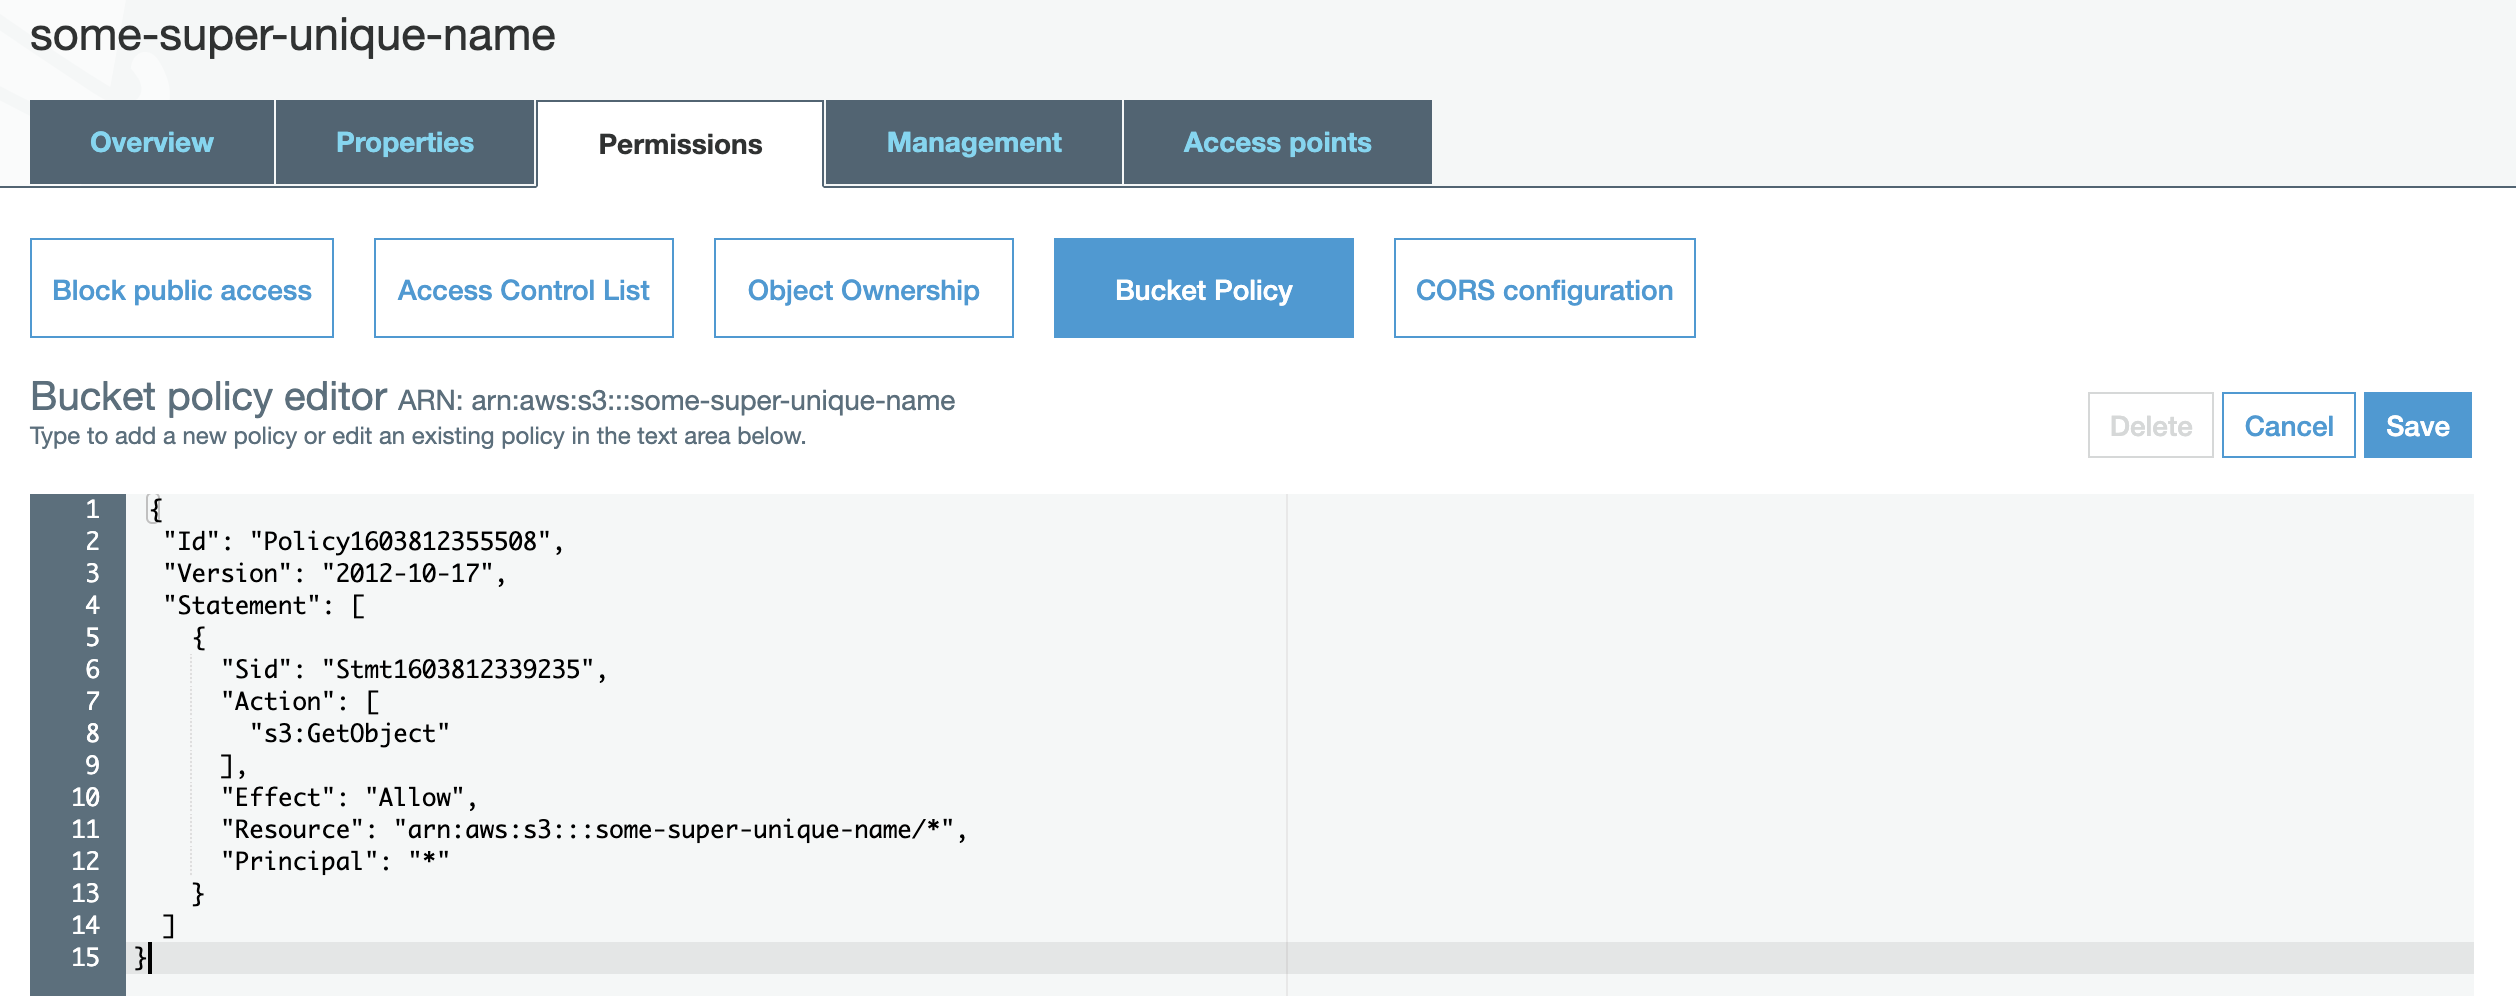 some-super-unique-name
Overview Properties Permissions Management Access points
Block public access Access Control List Object Ownership Bucket Policy CORS configuration
Bucket policy editor ARN: arn:aws:s3:::some-super-unique-name
Type to add a new policy or edit an existing policy in the text area below.
Delete Cancel Save
1 {
2 "Id": "Policy1603812355508",
3 "Version": "2012-10-17",
4 "Statement": [
5 {
6 "Sid": "Stmt1603812339235",
7 "Action": [
8 "s3:GetObject"
9 ],
10 "Effect": "Allow",
11 "Resource": "arn:aws:s3:::some-super-unique-name/*",
12 "Principal": "*"
13 }
14 ]
15 }